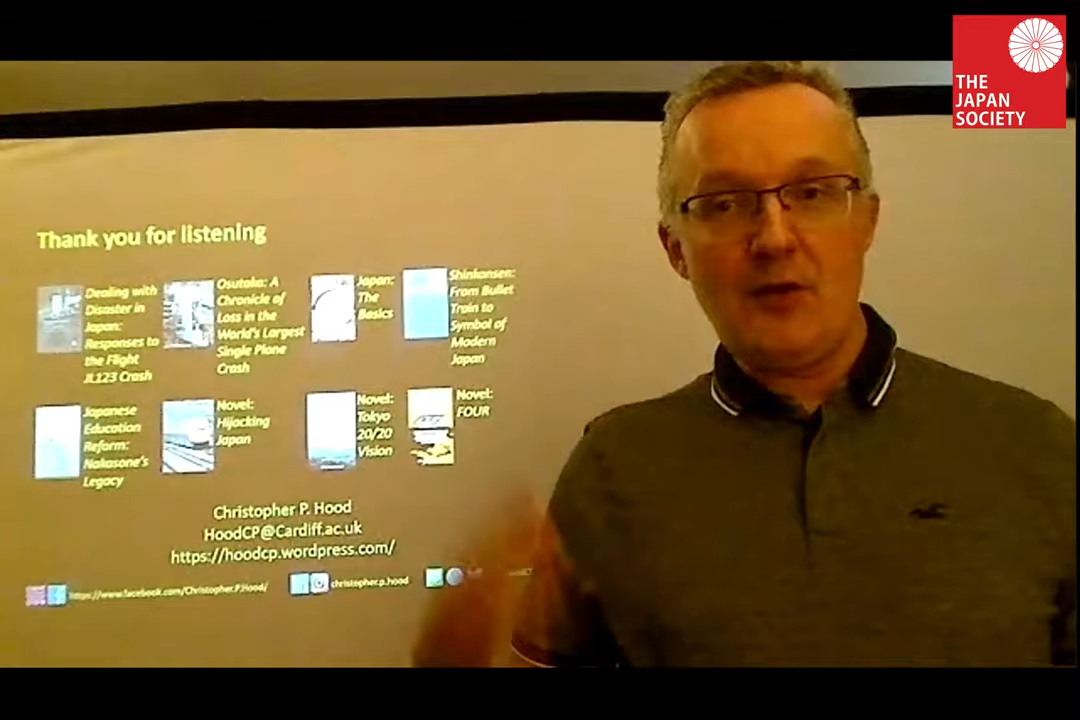 THE
JAPAN
SOCIETY
Thank you for listening
Dealing with
Disaster in
Japan:
Responses to
the Flight
JL123 Crash
Osutaka: A
Chronicle of
Loss in the
World's Largest
Single Plane
Crash
Japan:
The
Basics
Shinkansen:
From Bullet
Train to
Symbol of
Modern
Japan
Japanese
Education
Reform:
Nakasone's
Legacy
Novel:
Hijacking
Japan
Novel:
Tokyo
20/20
Vision
Novel:
FOUR
Christopher P. Hood
HoodCP@Cardiff.ac.uk
https://hoodcp.wordpress.com/
https://www.facebook.com/Christopher.P.Hood/
christopher.p.hood